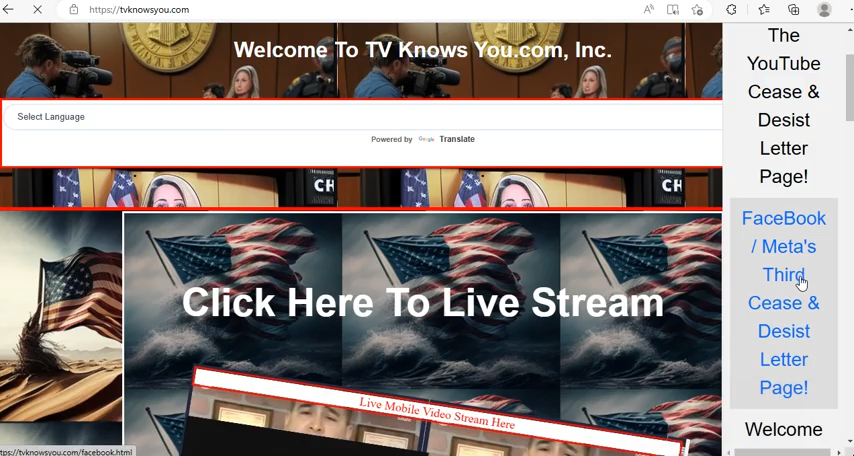 https://tvknowsyou.com
Welcome To TV Knows You.com, Inc.
Select Language
Powered by Google Translate
CH
CH
Click Here To Live Stream
Live Mobile Video Stream Here
The
YouTube
Cease &
Desist
Letter
Page!
FaceBook
/ Meta's
Third
Cease &
Desist
Letter
Page!
Welcome
tps://tvknowsyou.com/facebook.html